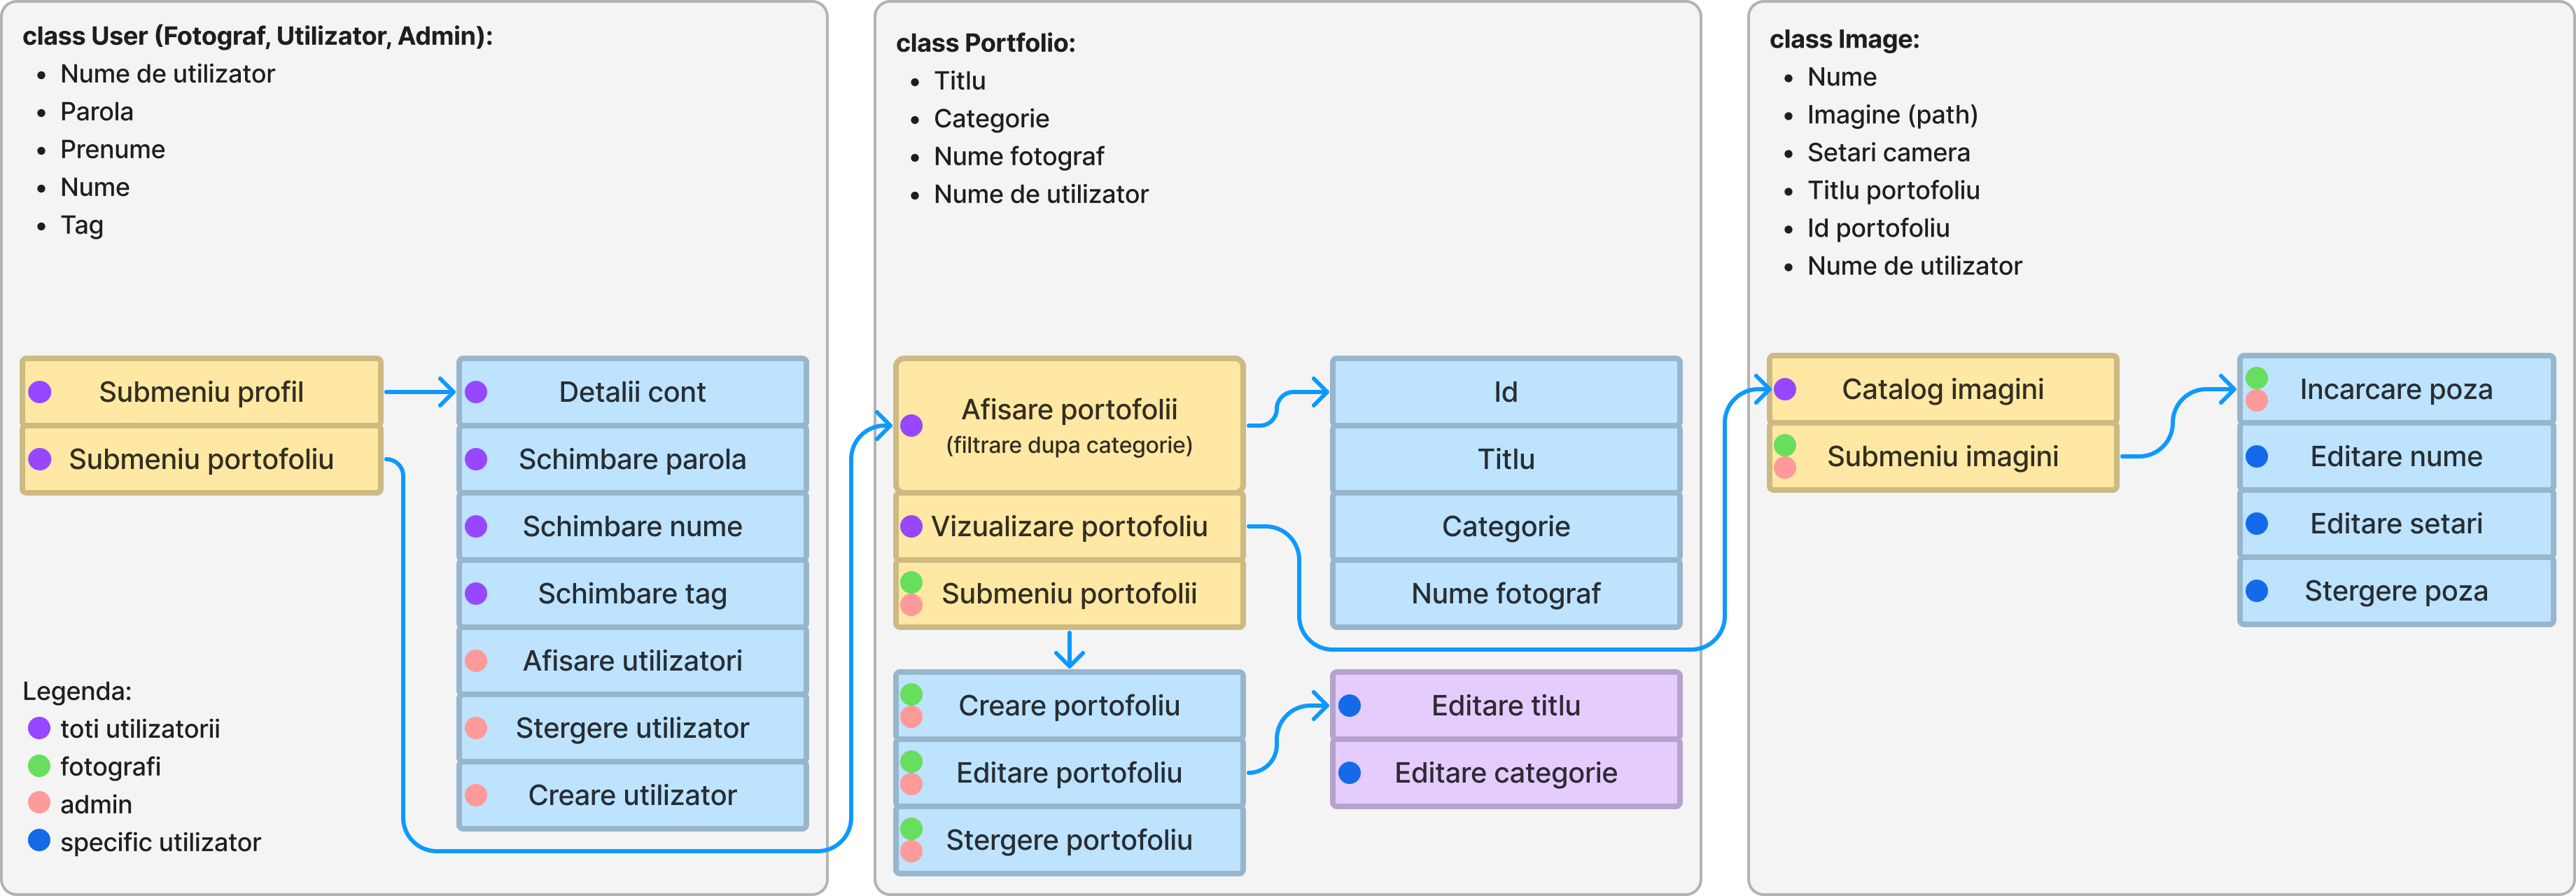 class User (Fotograf, Utilizator, Admin):
• Nume de utilizator
• Parola
• Prenume
• Nume
• Tag
Submeniu profil
Submeniu portofoliu
Detalii cont
Schimbare parola
Schimbare nume
Schimbare tag
Afisare utilizatori
Stergere utilizator
Creare utilizator
Legenda:
toti utilizatorii
fotografi
admin
specific utilizator
class Portfolio:
• Titlu
• Categorie
• Nume fotograf
• Nume de utilizator
Afisare portofolii
(filtrare dupa categorie)
Vizualizare portofoliu
Submeniu portofolii
Id
Titlu
Categorie
Nume fotograf
Creare portofoliu
Editare portofoliu
Stergere portofoliu
Editare titlu
Editare categorie
class Image:
• Nume
• Imagine (path)
• Setari camera
• Titlu portofoliu
• Id portofoliu
• Nume de utilizator
Catalog imagini
Submeniu imagini
Incarcare poza
Editare nume
Editare setari
Stergere poza